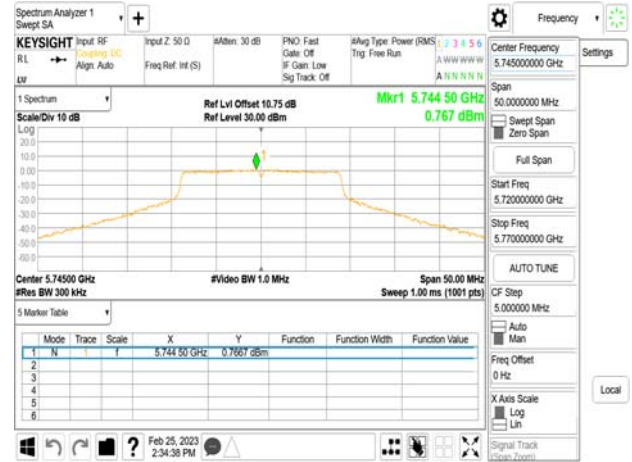 Spectrum Analyzer 1
Swept SA
+
Frequency
KEYSIGHT
RL
Input: RF
Coupling: DC
Align: Auto
Input Z: 50 Ω
Freq Ref: Int (S)
#Atten: 30 dB
PNO: Fast
Gate: Off
IF Gain: Low
Sig Track: Off
#Avg Type: Power (RMS
Trig: Free Run
1 2 3 4 5 6
A W W W W W
A N N N N N
1 Spectrum
Scale/Div 10 dB
Log
Ref Lvl Offset 10.75 dB
Ref Level 30.00 dBm
Mkr1 5.744 50 GHz
0.767 dBm
20.0
10.0
0.00
-10.0
-20.0
-30.0
-40.0
-50.0
-60.0
1
Center 5.74500 GHz
#Res BW 300 kHz
#Video BW 1.0 MHz
Span 50.00 MHz
Sweep 1.00 ms (1001 pts)
5 Marker Table
Mode Trace Scale X Y Function Function Width Function Value
1 N 1 f 5.744 50 GHz 0.7667 dBm
2
3
4
5
6
Feb 25, 2023
2:34:38 PM
?
Center Frequency
5.745000000 GHz
Settings
Span
50.0000000 MHz
Swept Span
Zero Span
Full Span
Start Freq
5.720000000 GHz
Stop Freq
5.770000000 GHz
AUTO TUNE
CF Step
5.000000 MHz
Auto
Man
Freq Offset
0 Hz
X Axis Scale
Log
Lin
Local
Signal Track
(Span Zoom)